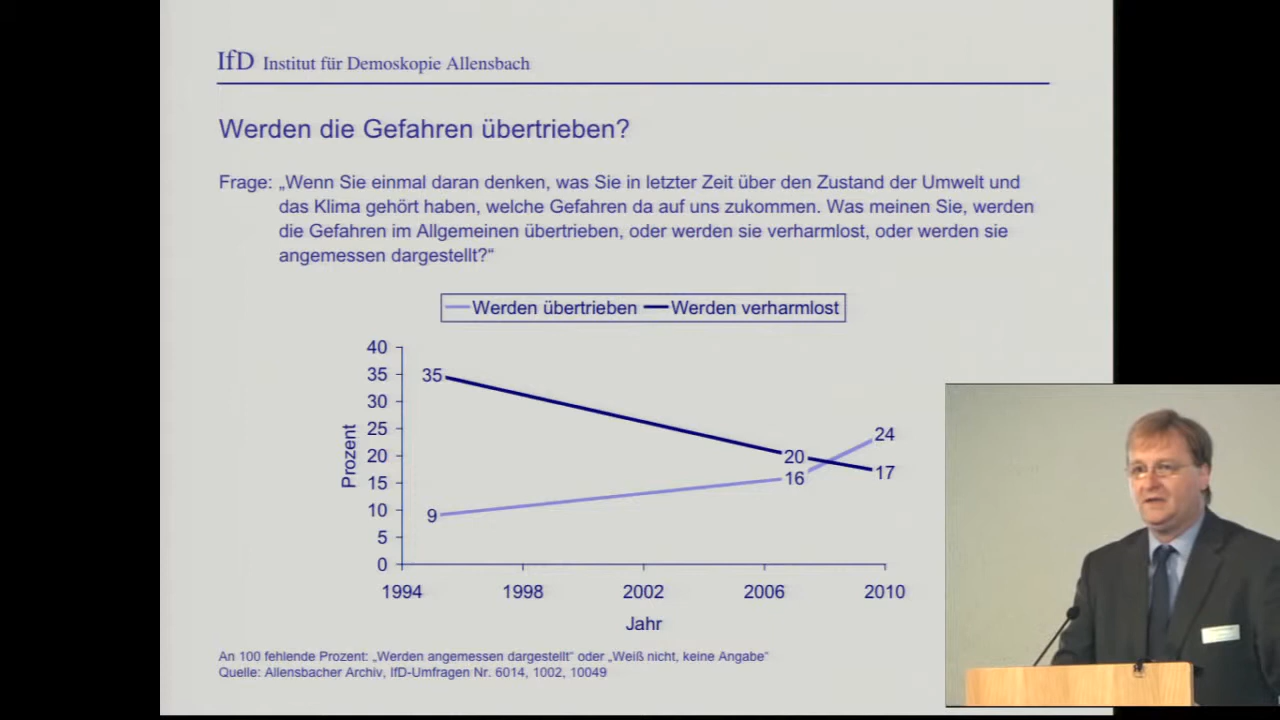 IfD Institut für Demoskopie Allensbach
Werden die Gefahren übertrieben?
Frage: „Wenn Sie einmal daran denken, was Sie in letzter Zeit über den Zustand der Umwelt und
das Klima gehört haben, welche Gefahren da auf uns zukommen. Was meinen Sie, werden
die Gefahren im Allgemeinen übertrieben, oder werden sie verharmlost, oder werden sie
angemessen dargestellt?“
Werden übertrieben Werden verharmlost
40
35
30
25
20
15
10
5
0
Prozent
35
9
20
16
24
17
1994 1998 2002 2006 2010
Jahr
An 100 fehlende Prozent: „Werden angemessen dargestellt“ oder „Weiß nicht, keine Angabe“
Quelle: Allensbacher Archiv, IfD-Umfragen Nr. 6014, 1002, 10049